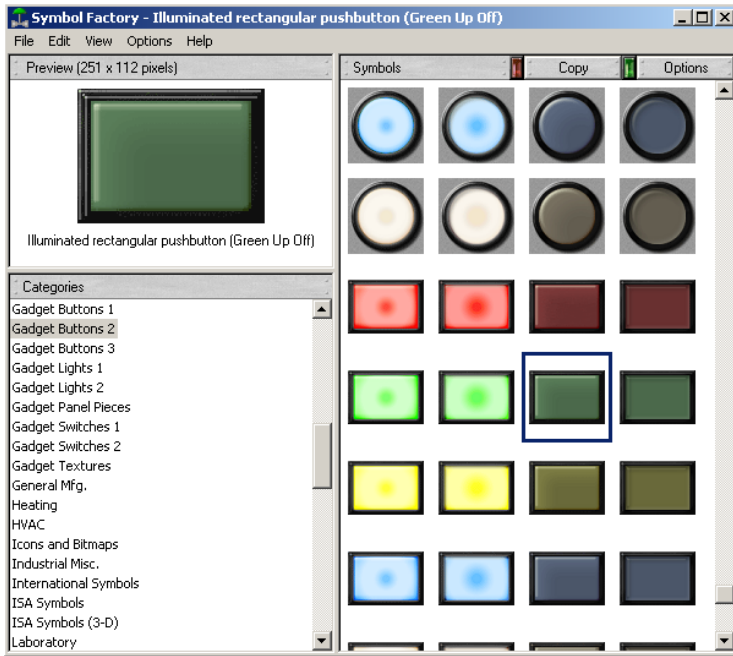 Symbol Factory - Illuminated rectangular pushbutton (Green Up Off)
File Edit View Options Help
Preview (251 x 112 pixels)
Illuminated rectangular pushbutton (Green Up Off)
Categories
Gadget Buttons 1
Gadget Buttons 2
Gadget Buttons 3
Gadget Lights 1
Gadget Lights 2
Gadget Panel Pieces
Gadget Switches 1
Gadget Switches 2
Gadget Textures
General Mfg.
Heating
HVAC
Icons and Bitmaps
Industrial Misc.
International Symbols
ISA Symbols
ISA Symbols (3-D)
Laboratory
Symbols Copy Options